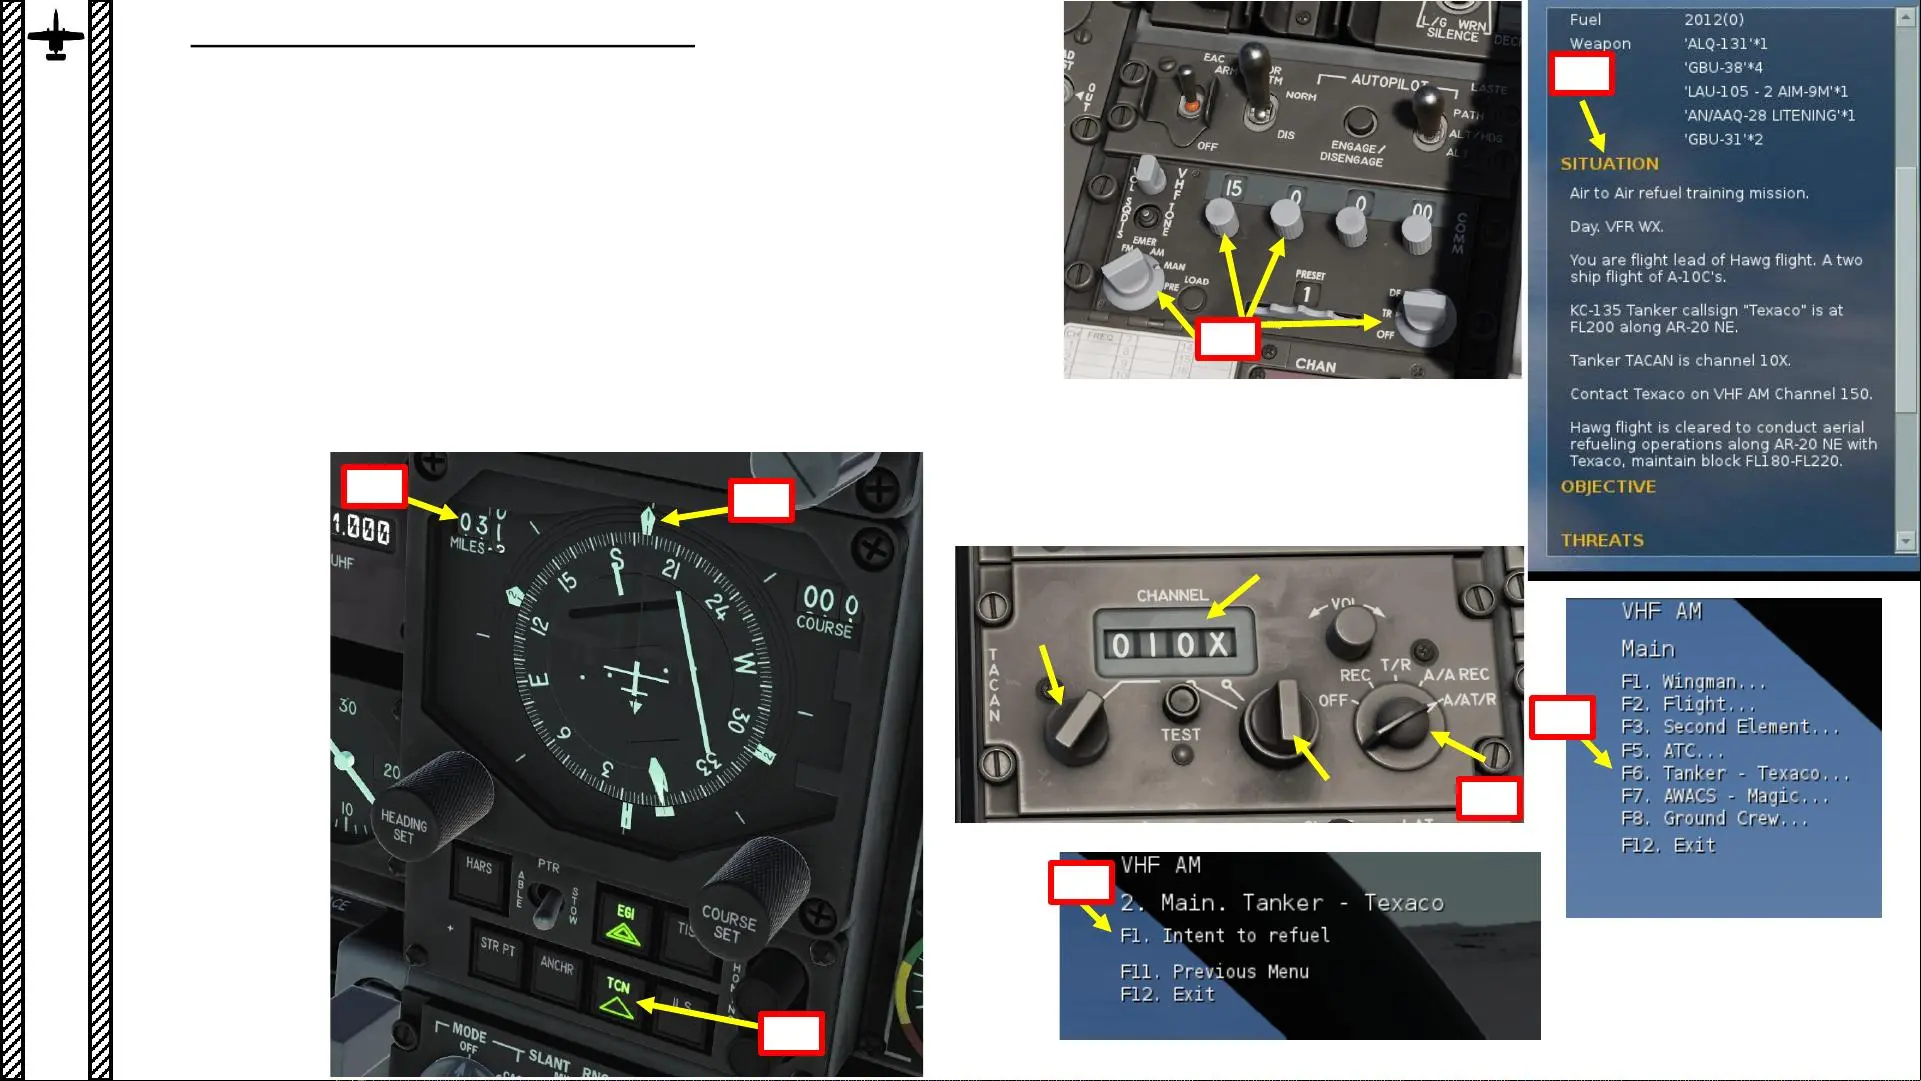 L/G WRN
SILENCE
EAC
ARM
NORM
OFF
DIS
AUTOPILOT
LASTE
PATH
ALT/HDG
ALT
ENGAGE/
DISENGAGE
OUT
VHF
TONE
15 0 0 00
COMM
EMER
FM AM
MAN
PRE
LOAD
PRESET
1
DF
TR
OFF
CHAN
Fuel 2012(0)
Weapon 'ALQ-131'*1
'GBU-38'*4
'LAU-105 - 2 AIM-9M'*1
'AN/AAQ-28 LITENING'*1
'GBU-31'*2
SITUATION
Air to Air refuel training mission.
Day. VFR WX.
You are flight lead of Hawg flight. A two
ship flight of A-10C's.
KC-135 Tanker callsign "Texaco" is at
FL200 along AR-20 NE.
Tanker TACAN is channel 10X.
Contact Texaco on VHF AM Channel 150.
Hawg flight is cleared to conduct aerial
refueling operations along AR-20 NE with
Texaco, maintain block FL180-FL220.
OBJECTIVE
THREATS
1.000
UHF
03
MILES
00 0
COURSE
S 21 24 W 30 33 3 6 E 12 15
30
20
10
HEADING
SET
COURSE
SET
HARS
PTR
ABLE
STOW
EGI
STR PT
ANCHR
TCN
ILS
MODE
OFF
SLANT
TACAN
CHANNEL
010X
VOL
TEST
OFF
REC
T/R
A/A REC
A/AT/R
VHF AM
Main
F1. Wingman...
F2. Flight...
F3. Second Element...
F5. ATC...
F6. Tanker - Texaco...
F7. AWACS - Magic...
F8. Ground Crew...
F12. Exit
VHF AM
2. Main. Tanker - Texaco
F1. Intent to refuel
F11. Previous Menu
F12. Exit